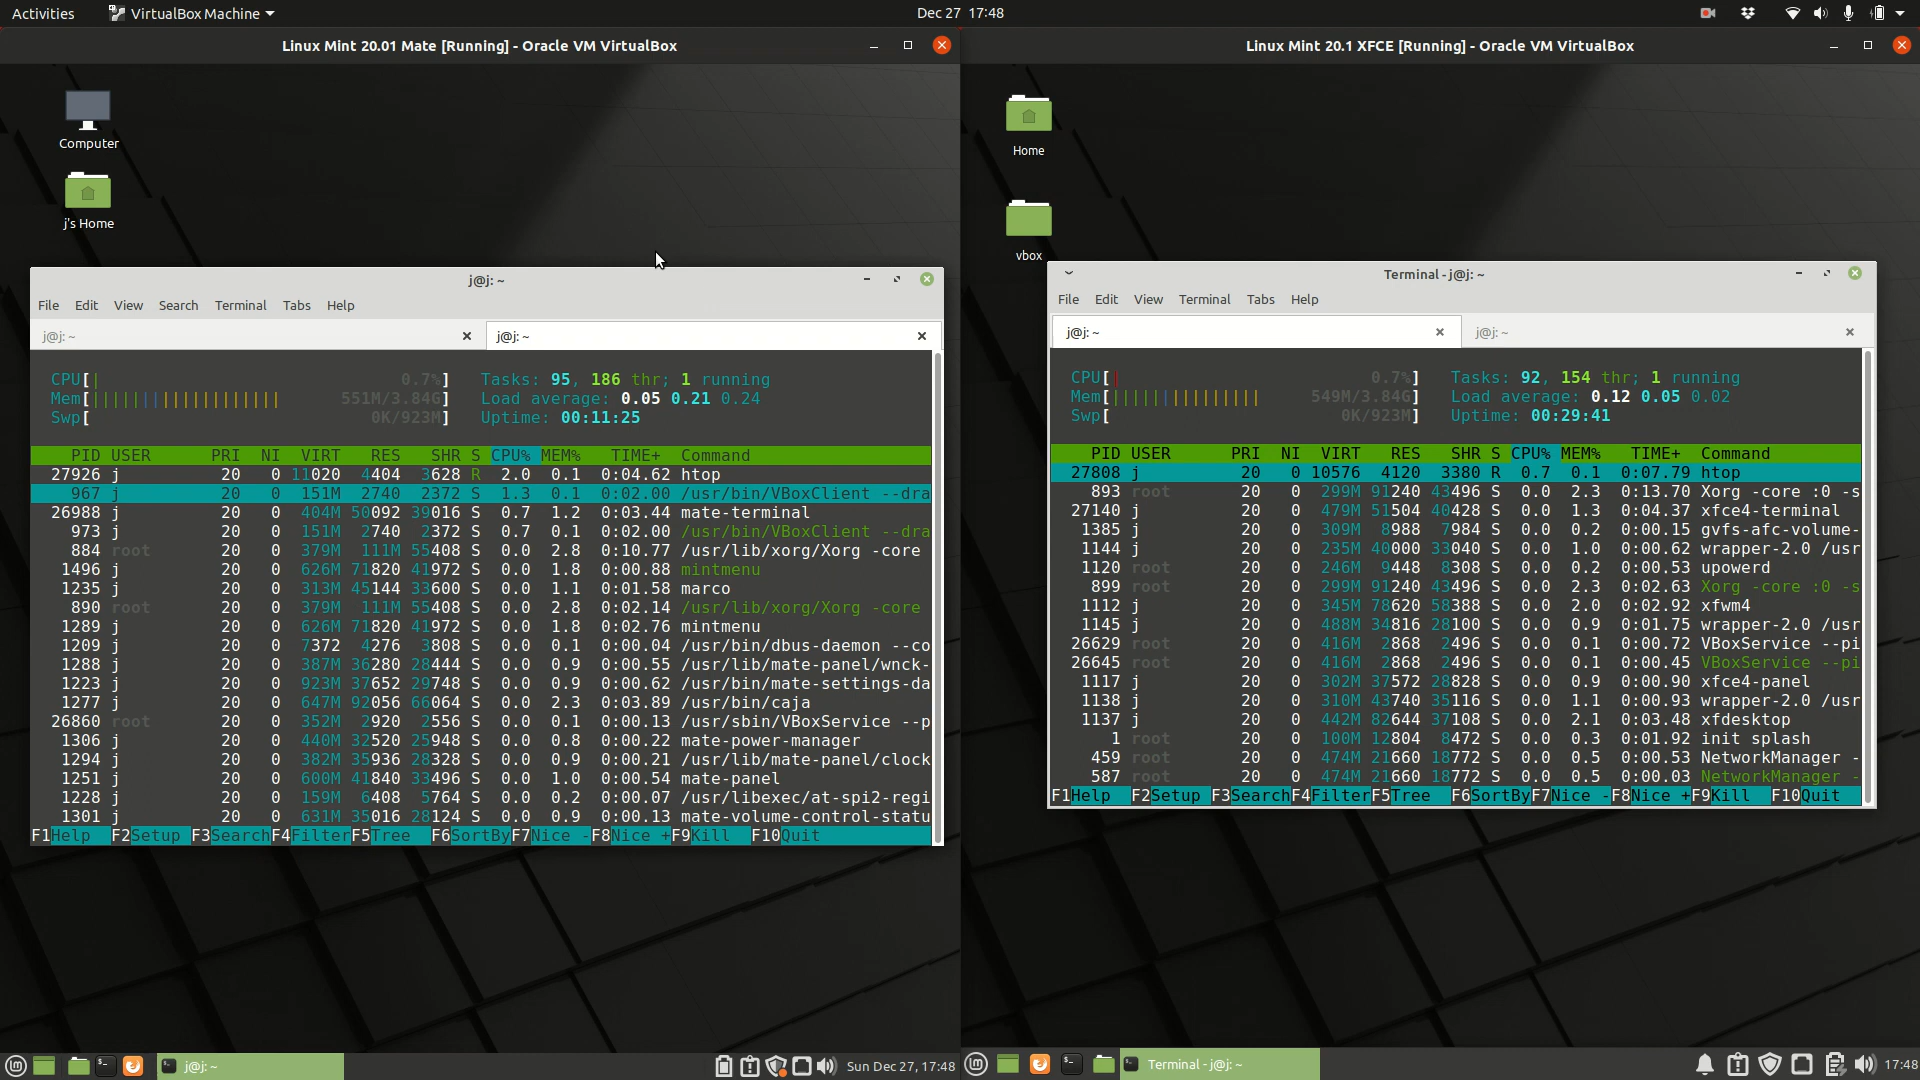 Activities
VirtualBox Machine
Dec 27 17:48
Linux Mint 20.01 Mate [Running] - Oracle VM VirtualBox
Computer
j's Home
j@j: ~
File Edit View Search Terminal Tabs Help
j@j: ~
j@j: ~
CPU[| 0.7%] Tasks: 95, 186 thr; 1 running
Mem[||||||||||||||||||| 551M/3.84G] Load average: 0.05 0.21 0.24
Swp[ 0K/923M] Uptime: 00:11:25
PID USER PRI NI VIRT RES SHR S CPU% MEM% TIME+ Command
27926 j 20 0 11020 4404 3628 R 2.0 0.1 0:04.62 htop
967 j 20 0 151M 2740 2372 S 1.3 0.1 0:02.00 /usr/bin/VBoxClient --dra
26988 j 20 0 404M 50092 39016 S 0.7 1.2 0:03.44 mate-terminal
973 j 20 0 151M 2740 2372 S 0.7 0.1 0:02.00 /usr/bin/VBoxClient --dra
884 root 20 0 379M 111M 55408 S 0.0 2.8 0:10.77 /usr/lib/xorg/Xorg -core
1496 j 20 0 626M 71820 41972 S 0.0 1.8 0:00.88 mintmenu
1235 j 20 0 313M 45144 33600 S 0.0 1.1 0:01.58 marco
890 root 20 0 379M 111M 55408 S 0.0 2.8 0:02.14 /usr/lib/xorg/Xorg -core
1289 j 20 0 626M 71820 41972 S 0.0 1.8 0:02.76 mintmenu
1209 j 20 0 7372 4276 3808 S 0.0 0.1 0:00.04 /usr/bin/dbus-daemon --co
1288 j 20 0 387M 36280 28444 S 0.0 0.9 0:00.55 /usr/lib/mate-panel/wnck-
1223 j 20 0 923M 37652 29748 S 0.0 0.9 0:00.62 /usr/bin/mate-settings-da
1277 j 20 0 647M 92056 66064 S 0.0 2.3 0:03.89 /usr/bin/caja
26860 root 20 0 352M 2920 2556 S 0.0 0.1 0:00.13 /usr/sbin/VBoxService --p
1306 j 20 0 440M 32520 25948 S 0.0 0.8 0:00.22 mate-power-manager
1294 j 20 0 382M 35936 28328 S 0.0 0.9 0:00.21 /usr/lib/mate-panel/clock
1251 j 20 0 600M 41840 33496 S 0.0 1.0 0:00.54 mate-panel
1228 j 20 0 159M 6408 5764 S 0.0 0.2 0:00.07 /usr/libexec/at-spi2-regi
1301 j 20 0 631M 35016 28124 S 0.0 0.9 0:00.13 mate-volume-control-statu
F1Help F2Setup F3SearchF4FilterF5Tree F6SortByF7Nice -F8Nice +F9Kill F10Quit
j@j: ~
Sun Dec 27, 17:48
Linux Mint 20.1 XFCE [Running] - Oracle VM VirtualBox
Home
vbox
Terminal - j@j: ~
File Edit View Terminal Tabs Help
j@j: ~
j@j: ~
CPU[| 0.7%] Tasks: 92, 154 thr; 1 running
Mem[||||||||||||||| 549M/3.84G] Load average: 0.12 0.05 0.02
Swp[ 0K/923M] Uptime: 00:29:41
PID USER PRI NI VIRT RES SHR S CPU% MEM% TIME+ Command
27808 j 20 0 10576 4120 3380 R 0.7 0.1 0:07.79 htop
893 root 20 0 299M 91240 43496 S 0.0 2.3 0:13.70 Xorg -core :0 -s
27140 j 20 0 479M 51504 40428 S 0.0 1.3 0:04.37 xfce4-terminal
1385 j 20 0 309M 8988 7984 S 0.0 0.2 0:00.15 gvfs-afc-volume-
1144 j 20 0 235M 40000 33040 S 0.0 1.0 0:00.62 wrapper-2.0 /usr
1120 root 20 0 246M 9448 8308 S 0.0 0.2 0:00.53 upowerd
899 root 20 0 299M 91240 43496 S 0.0 2.3 0:02.63 Xorg -core :0 -s
1112 j 20 0 345M 78620 58388 S 0.0 2.0 0:02.92 xfwm4
1145 j 20 0 488M 34816 28100 S 0.0 0.9 0:01.75 wrapper-2.0 /usr
26629 root 20 0 416M 2868 2496 S 0.0 0.1 0:00.72 VBoxService --pi
26645 root 20 0 416M 2868 2496 S 0.0 0.1 0:00.45 VBoxService --pi
1117 j 20 0 302M 37572 28828 S 0.0 0.9 0:00.90 xfce4-panel
1138 j 20 0 310M 43740 35116 S 0.0 1.1 0:00.93 wrapper-2.0 /usr
1137 j 20 0 442M 82644 37108 S 0.0 2.1 0:03.48 xfdesktop
1 root 20 0 100M 12804 8472 S 0.0 0.3 0:01.92 init splash
459 root 20 0 474M 21660 18772 S 0.0 0.5 0:00.53 NetworkManager -
587 root 20 0 474M 21660 18772 S 0.0 0.5 0:00.03 NetworkManager -
F1Help F2Setup F3SearchF4FilterF5Tree F6SortByF7Nice -F8Nice +F9Kill F10Quit
Terminal - j@j: ~
17:48